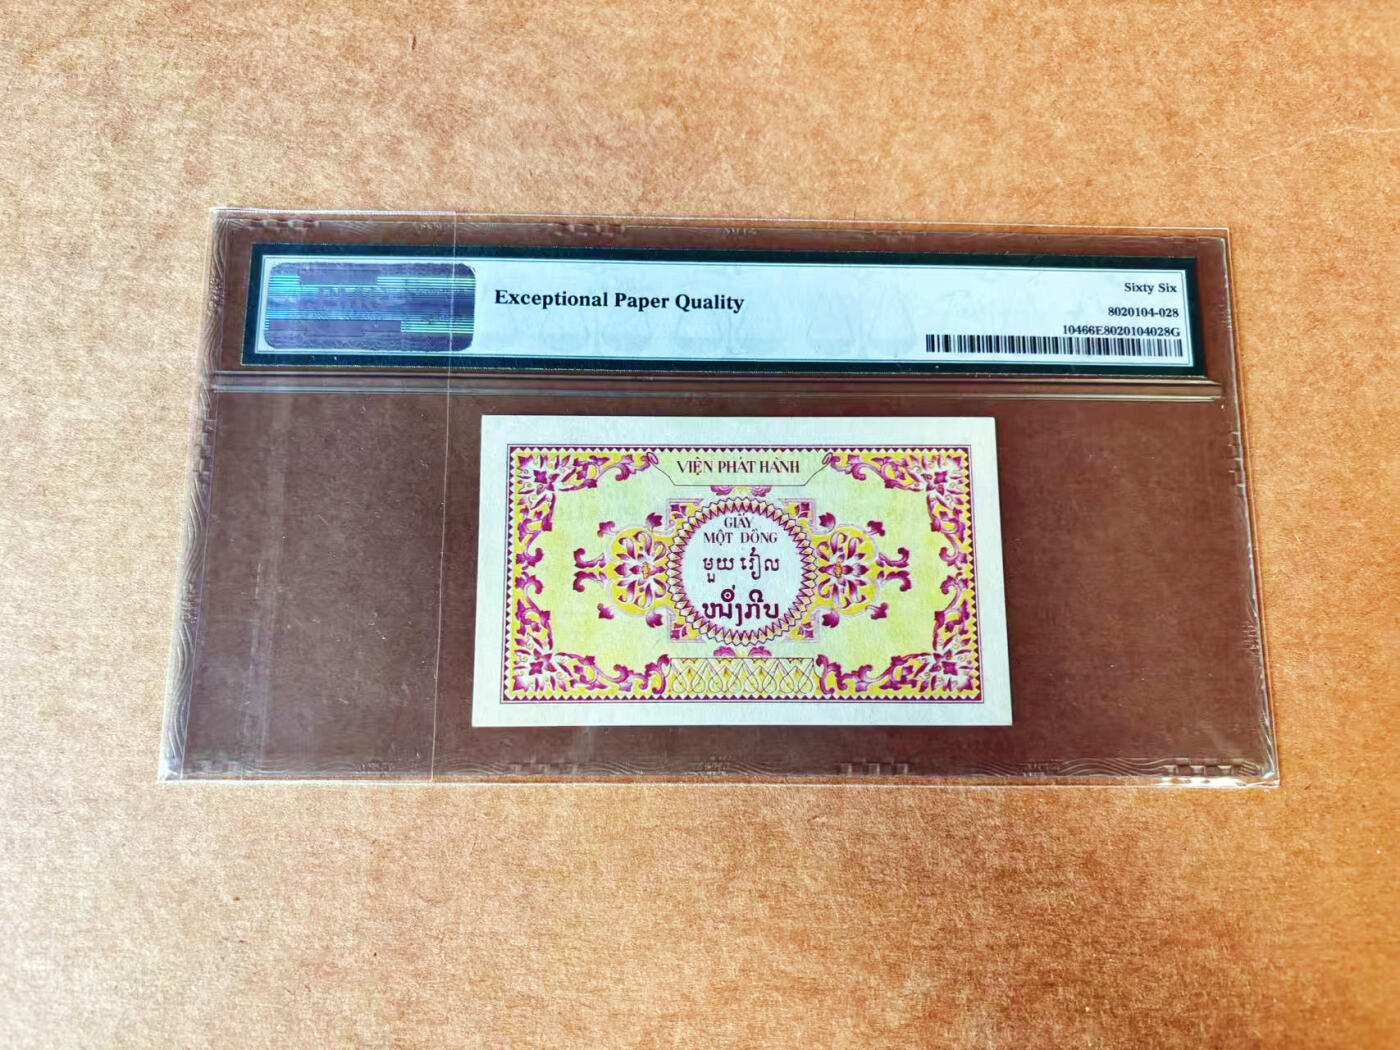 Exceptional Paper Quality
Sixty Six
8020104-028
10466E8020104028G
VIỆN PHÁT HÀNH
GIẤY
MỘT ĐỒNG
មួយ រៀល
ໜຶ່ງກີບ